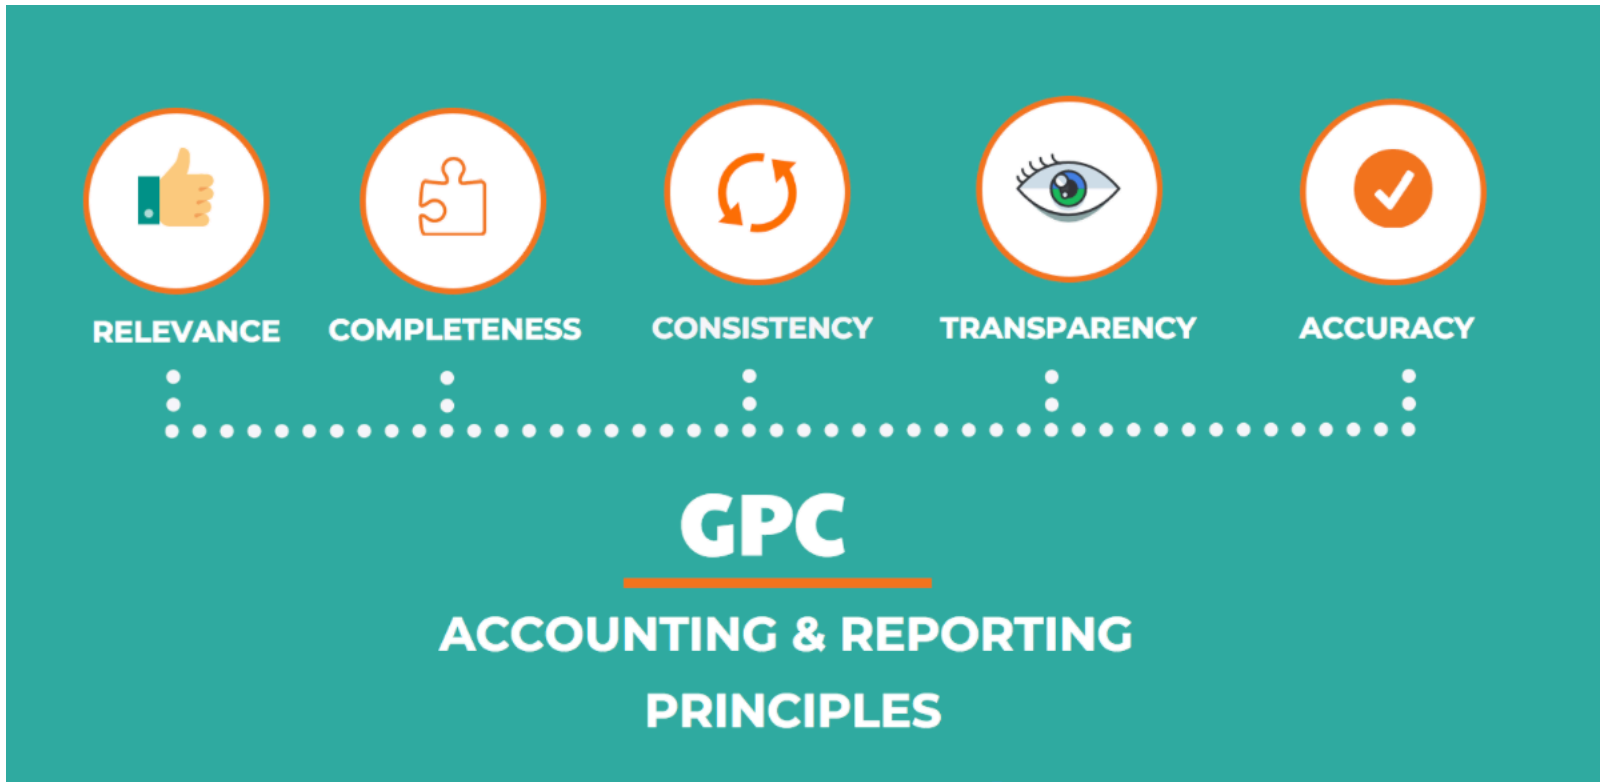 RELEVANCE
COMPLETENESS
CONSISTENCY
TRANSPARENCY
ACCURACY
GPC
ACCOUNTING & REPORTING
PRINCIPLES